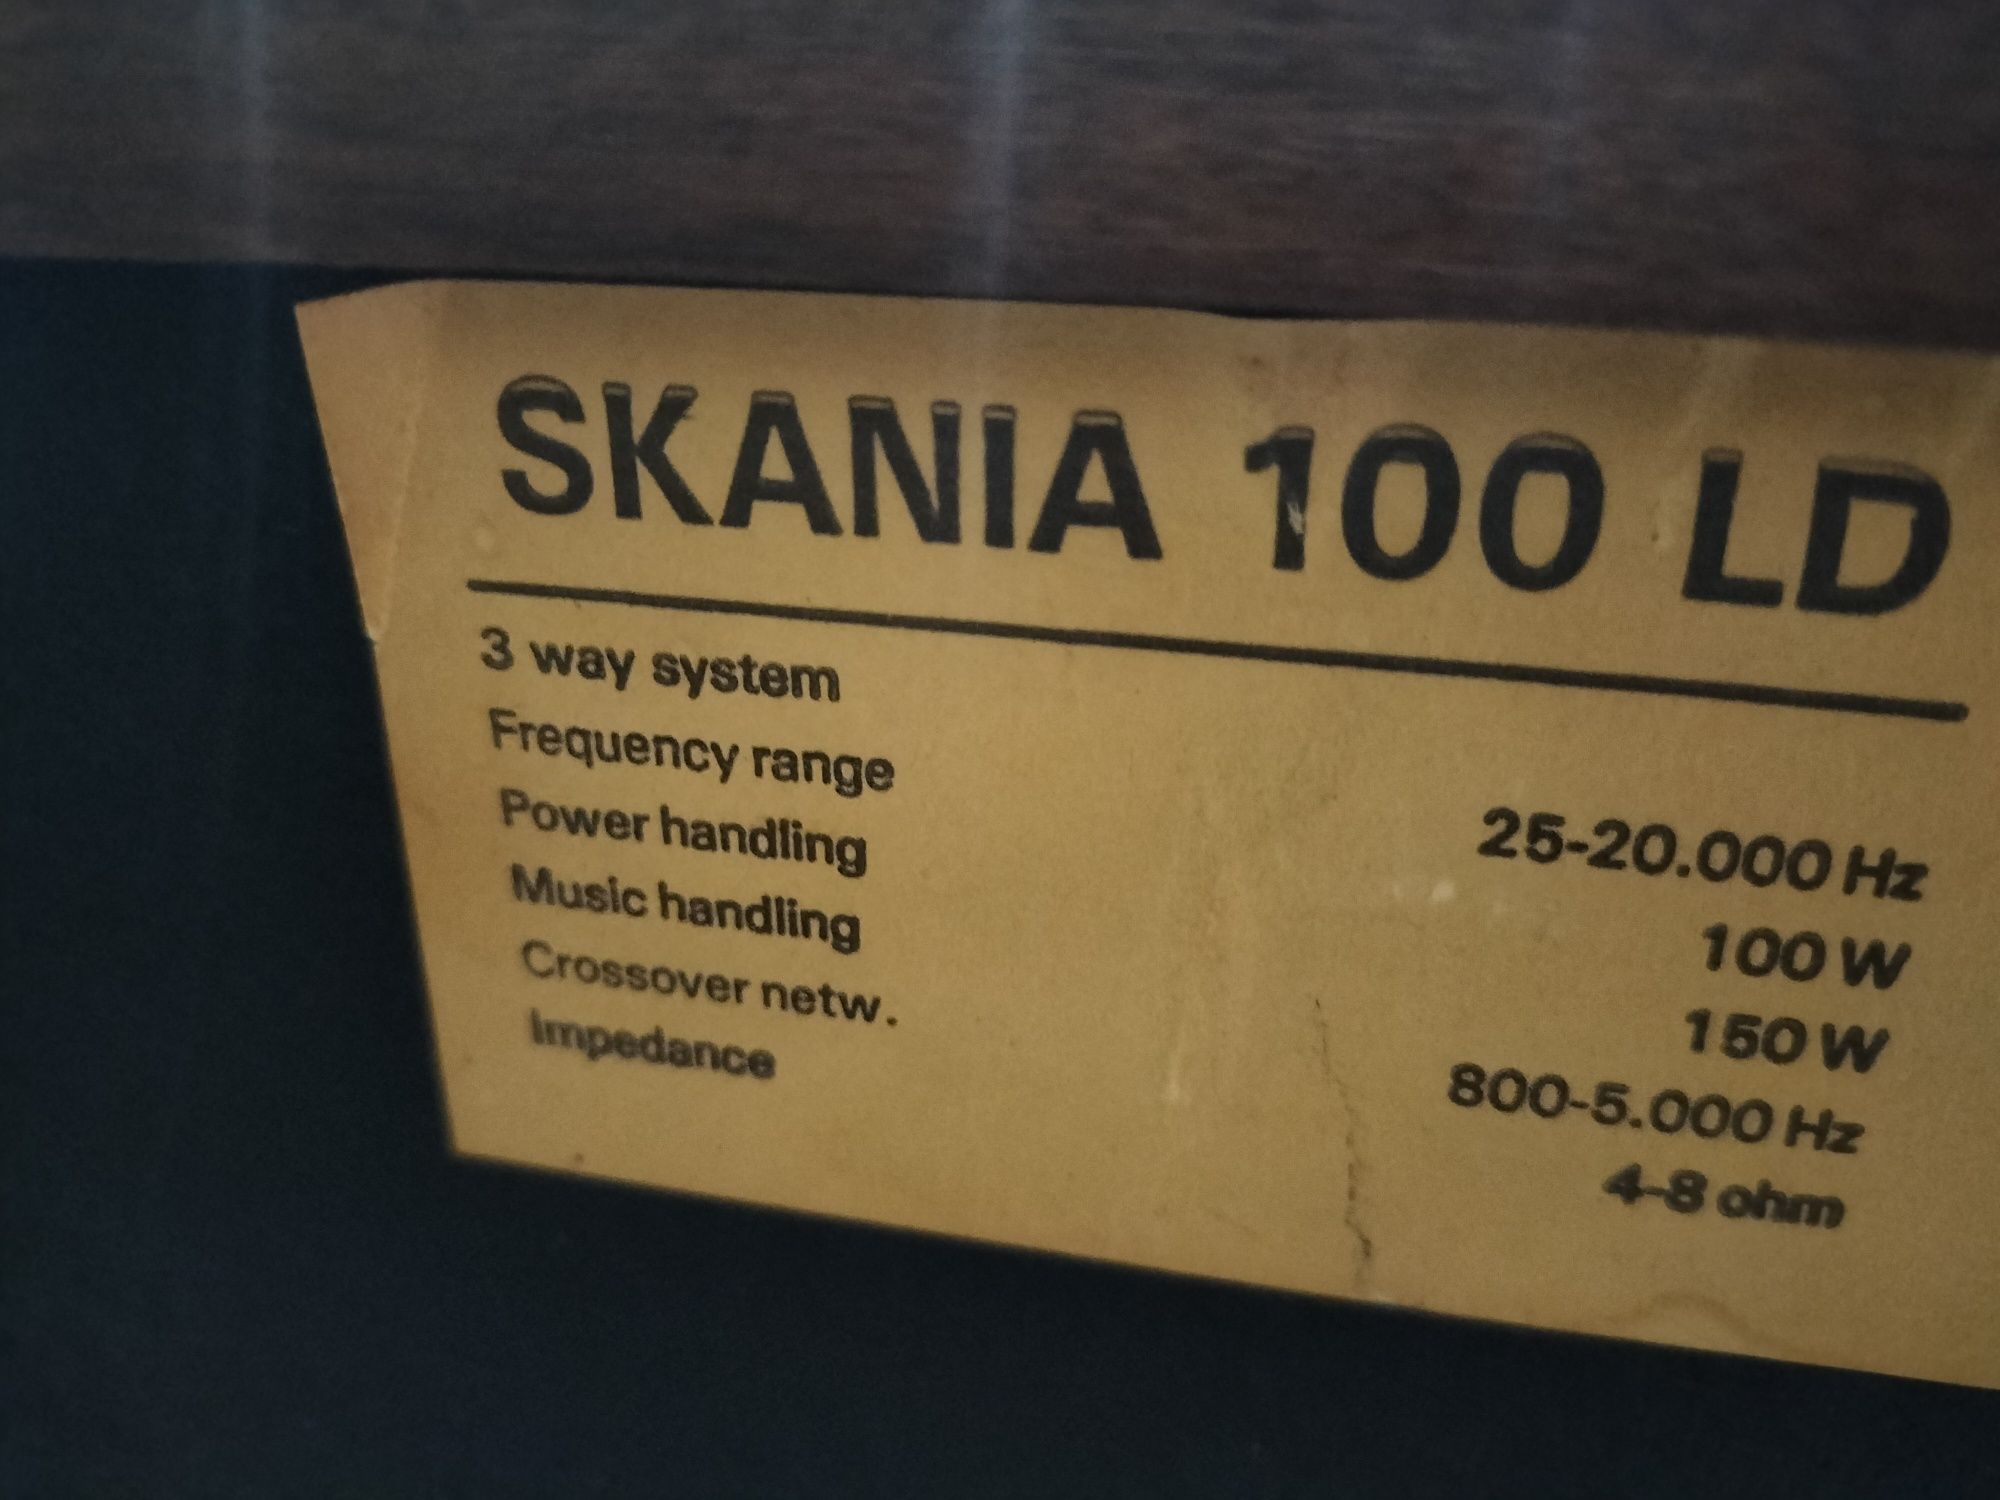 SKANIA 100 LD
3 way system
Frequency range 25-20.000 Hz
Power handling 100 W
Music handling 150 W
Crossover netw. 800-5.000 Hz
Impedance 4-8 ohm